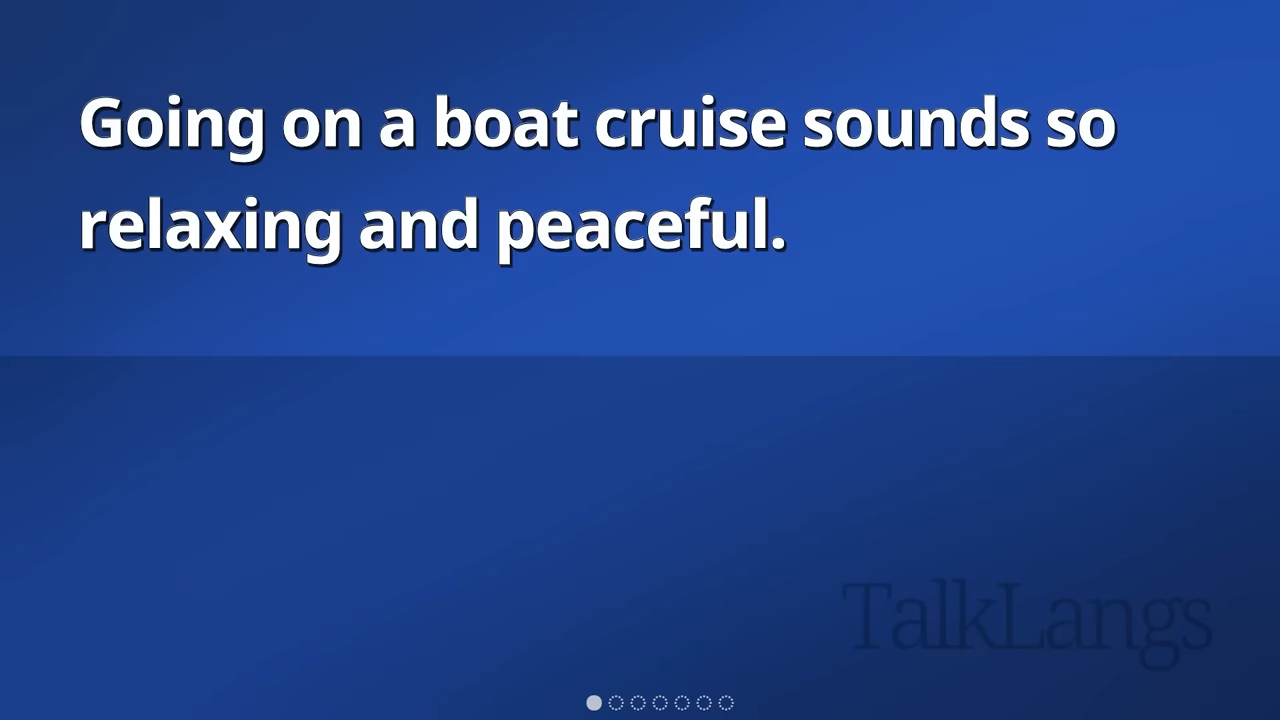 Going on a boat cruise sounds so
relaxing and peaceful.
TalkLangs